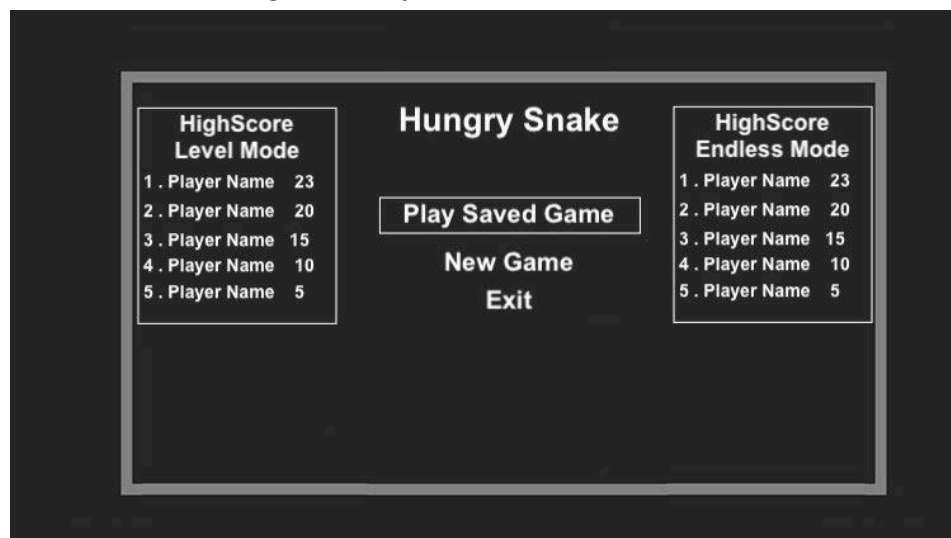 HighScore
Level Mode
1 . Player Name 23
2 . Player Name 20
3 . Player Name 15
4 . Player Name 10
5 . Player Name 5
Hungry Snake
Play Saved Game
New Game
Exit
HighScore
Endless Mode
1 . Player Name 23
2 . Player Name 20
3 . Player Name 15
4 . Player Name 10
5 . Player Name 5